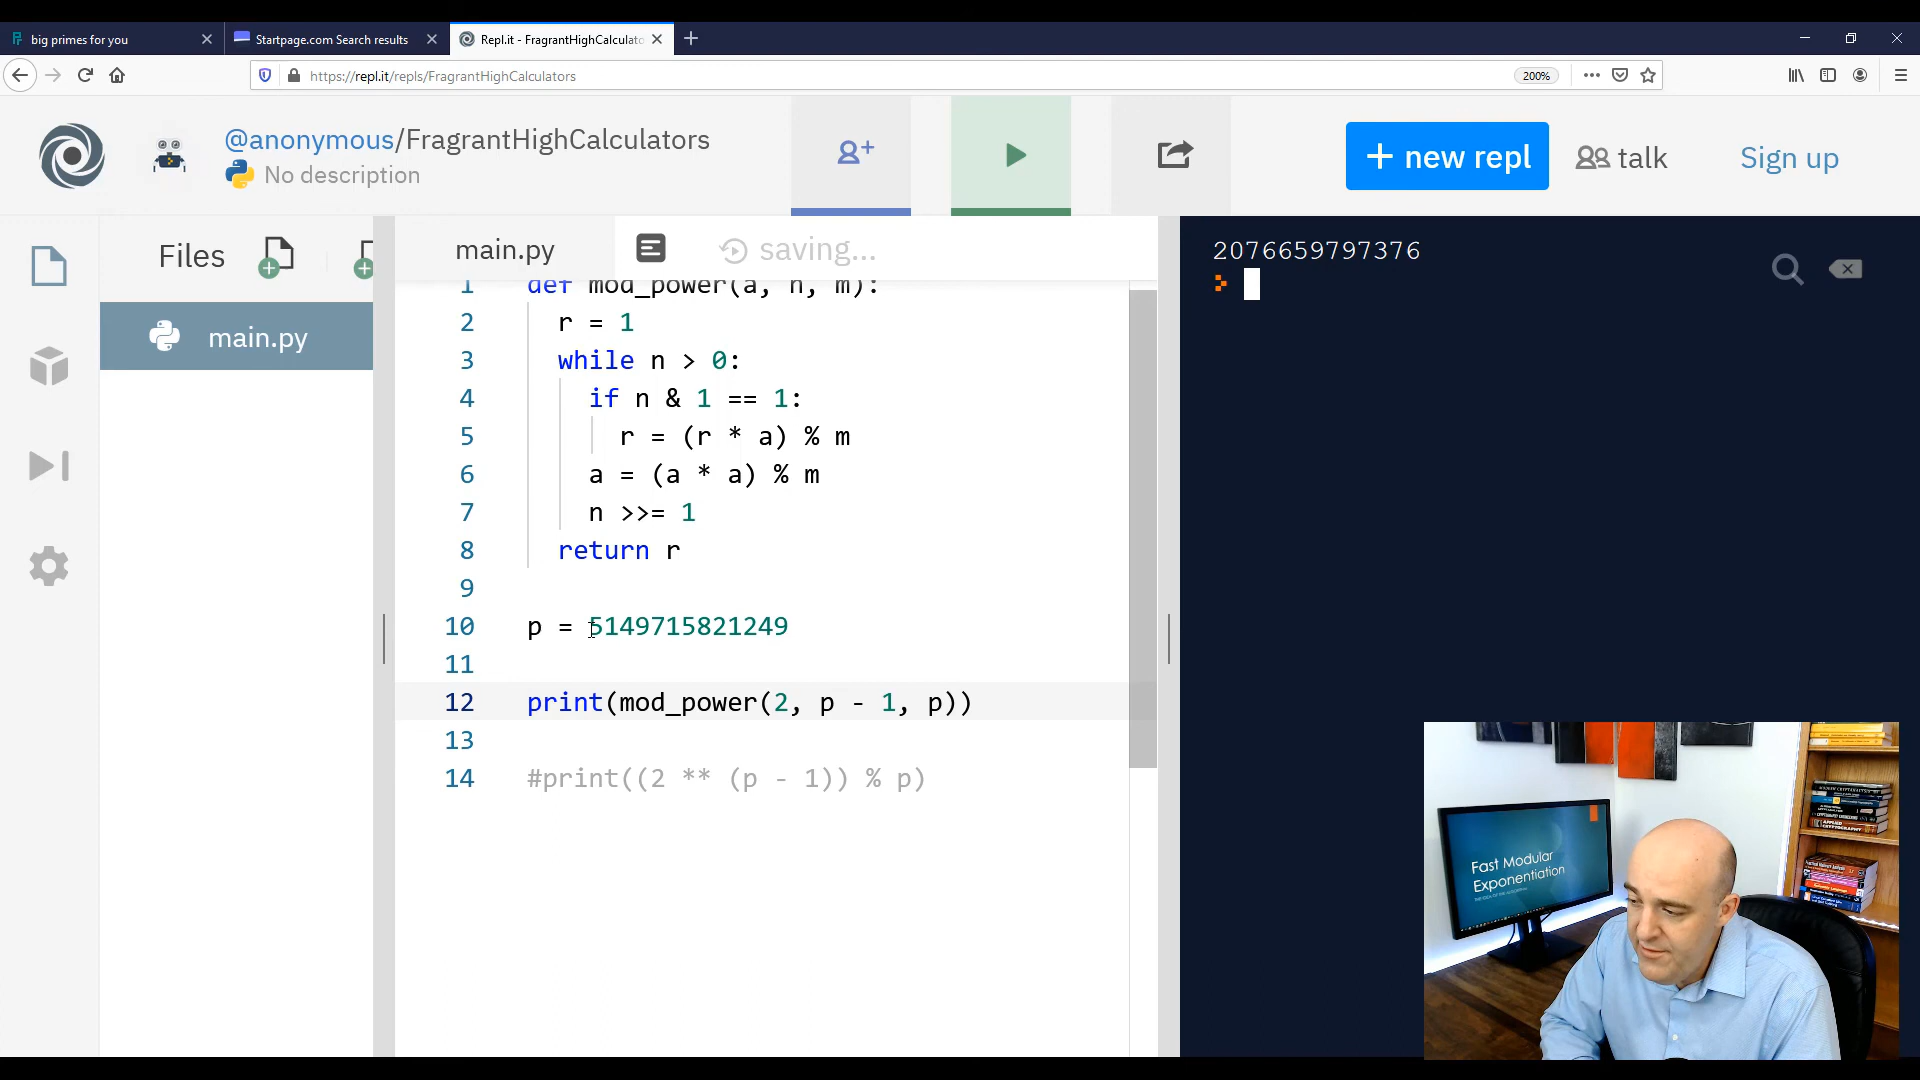 big primes for you
Startpage.com Search results
Repl.it - FragrantHighCalculato
https://repl.it/repls/FragrantHighCalculators
200%
@anonymous/FragrantHighCalculators
No description
+ new repl
talk
Sign up
Files
main.py
saving...
main.py
1 def mod_power(a, n, m):
2 r = 1
3 while n > 0:
4 if n & 1 == 1:
5 r = (r * a) % m
6 a = (a * a) % m
7 n >>= 1
8 return r
9
10 p = 5149715821249
11
12 print(mod_power(2, p - 1, p))
13
14 #print((2 ** (p - 1)) % p)
2076659797376
Fast Modular
Exponentiation